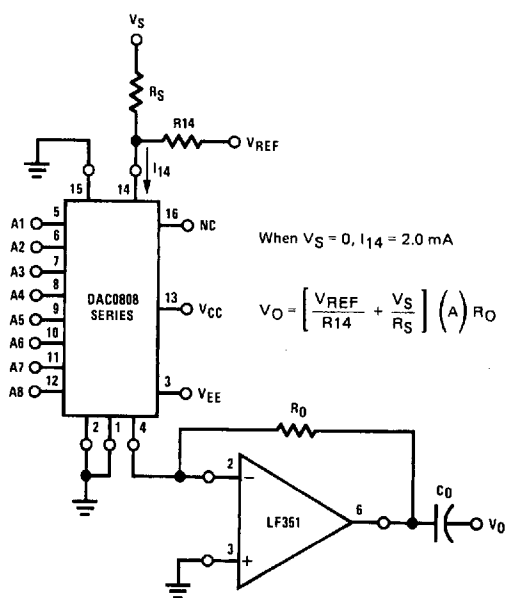 VS
RS
R14
VREF
I14
15
14
A1 5
A2 6
A3 7
A4 8
A5 9
A6 10
A7 11
A8 12
DAC0808
SERIES
16 NC
13 VCC
3 VEE
2 1 4
When VS = 0, I14 = 2.0 mA
VO = [ VREF / R14 + VS / RS ] (A) RO
RO
2
−
LF351
6
3
+
CO
VO